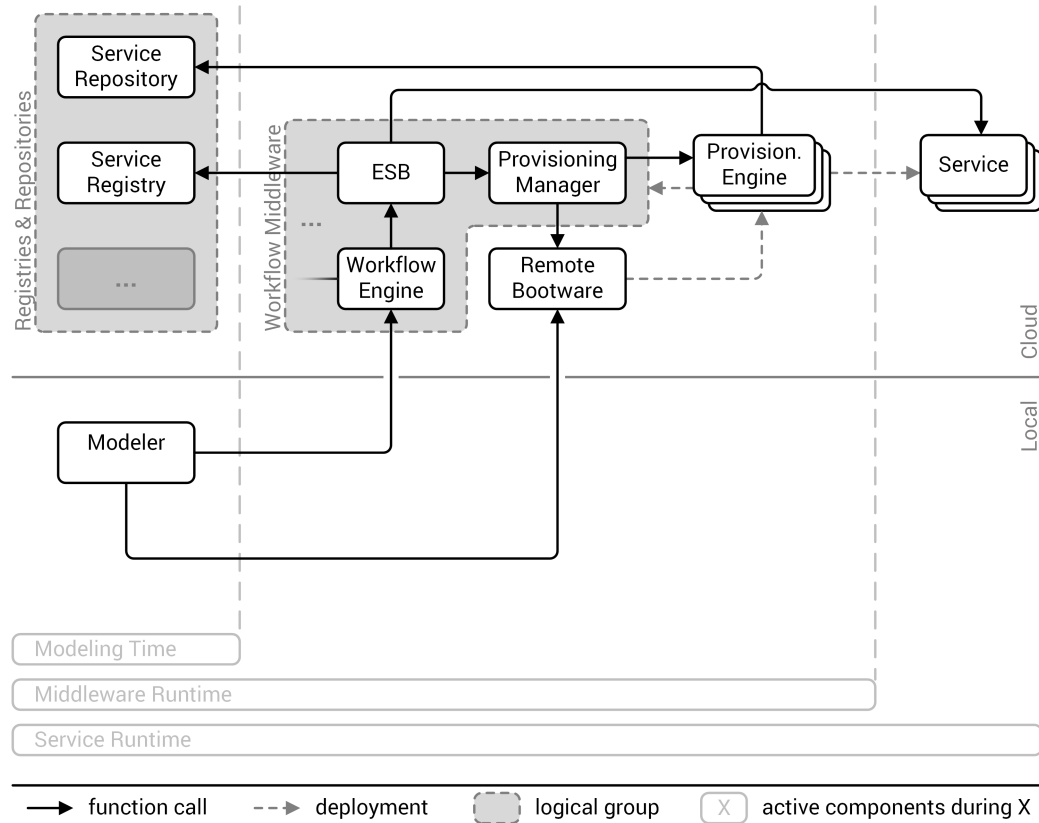 Service
Repository
Registries & Repositories
Service
Registry
...
Workflow Middleware
ESB
Provisioning
Manager
Provision.
Engine
Service
...
Workflow
Engine
Remote
Bootware
Cloud
Local
Modeler
Modeling Time
Middleware Runtime
Service Runtime
function call
deployment
logical group
X
active components during X